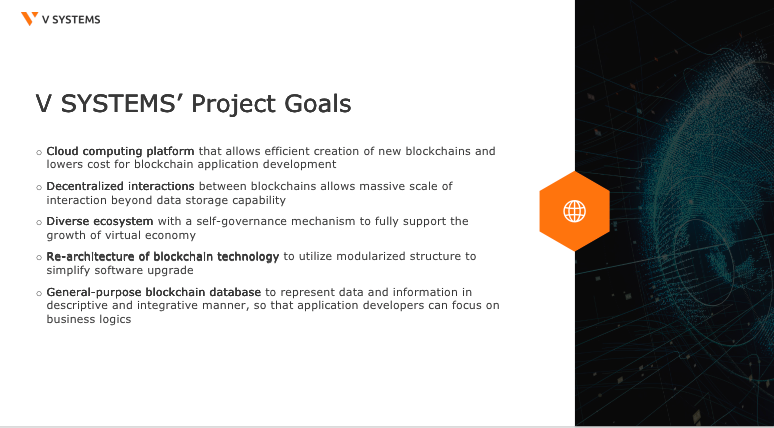 V SYSTEMS
V SYSTEMS’ Project Goals
○ Cloud computing platform that allows efficient creation of new blockchains and
lowers cost for blockchain application development
○ Decentralized interactions between blockchains allows massive scale of
interaction beyond data storage capability
○ Diverse ecosystem with a self-governance mechanism to fully support the
growth of virtual economy
○ Re-architecture of blockchain technology to utilize modularized structure to
simplify software upgrade
○ General-purpose blockchain database to represent data and information in
descriptive and integrative manner, so that application developers can focus on
business logics